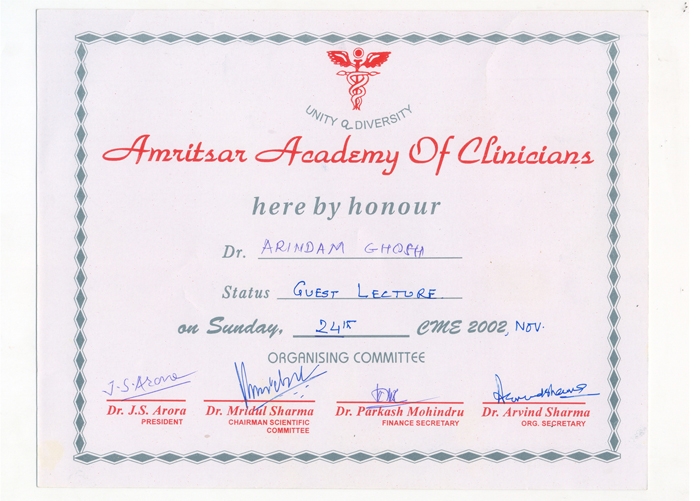 UNITY & DIVERSITY
Amritsar Academy Of Clinicians
here by honour
Dr. ARINDAM GHOSH
Status GUEST LECTURE
on Sunday, 24th CME 2002, NOV.
ORGANISING COMMITTEE
J.S. Arora
Dr. J.S. Arora Dr. Mridul Sharma Dr. Parkash Mohindru Dr. Arvind Sharma
PRESIDENT CHAIRMAN SCIENTIFIC COMMITTEE FINANCE SECRETARY ORG. SECRETARY